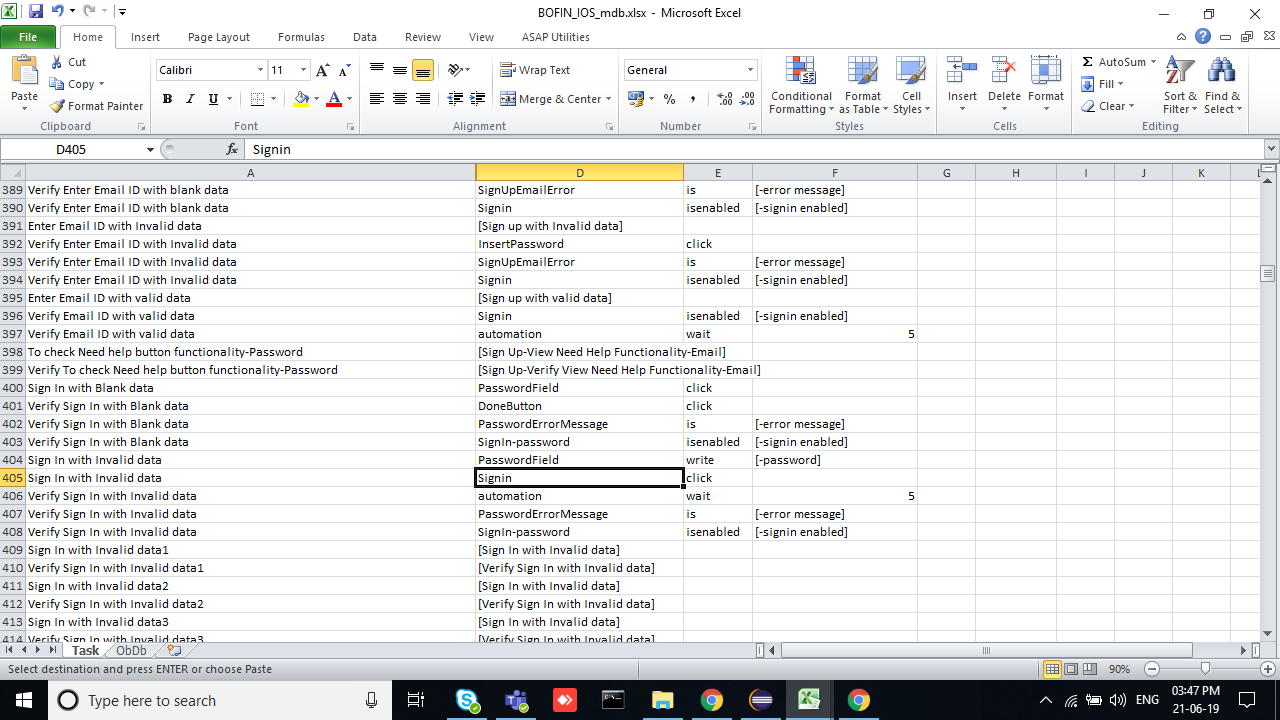 BOFIN_IOS_mdb.xlsx - Microsoft Excel
File Home Insert Page Layout Formulas Data Review View ASAP Utilities
Paste Cut Copy Format Painter Clipboard
Calibri 11 B I U Font
Wrap Text Merge & Center Alignment
General % , Number
Conditional Formatting Format as Table Cell Styles Styles
Insert Delete Format Cells
AutoSum Fill Clear Sort & Filter Find & Select Editing
D405 fx Signin
A D E F G H I J K L
389 Verify Enter Email ID with blank data SignUpEmailError is [-error message]
390 Verify Enter Email ID with blank data Signin isenabled [-signin enabled]
391 Enter Email ID with Invalid data [Sign up with Invalid data]
392 Verify Enter Email ID with Invalid data InsertPassword click
393 Verify Enter Email ID with Invalid data SignUpEmailError is [-error message]
394 Verify Enter Email ID with Invalid data Signin isenabled [-signin enabled]
395 Enter Email ID with valid data [Sign up with valid data]
396 Verify Email ID with valid data Signin isenabled [-signin enabled]
397 Verify Email ID with valid data automation wait 5
398 To check Need help button functionality-Password [Sign Up-View Need Help Functionality-Email]
399 Verify To check Need help button functionality-Password [Sign Up-Verify View Need Help Functionality-Email]
400 Sign In with Blank data PasswordField click
401 Verify Sign In with Blank data DoneButton click
402 Verify Sign In with Blank data PasswordErrorMessage is [-error message]
403 Verify Sign In with Blank data SignIn-password isenabled [-signin enabled]
404 Sign In with Invalid data PasswordField write [-password]
405 Sign In with Invalid data Signin click
406 Verify Sign In with Invalid data automation wait 5
407 Verify Sign In with Invalid data PasswordErrorMessage is [-error message]
408 Verify Sign In with Invalid data SignIn-password isenabled [-signin enabled]
409 Sign In with Invalid data1 [Sign In with Invalid data]
410 Verify Sign In with Invalid data1 [Verify Sign In with Invalid data]
411 Sign In with Invalid data2 [Sign In with Invalid data]
412 Verify Sign In with Invalid data2 [Verify Sign In with Invalid data]
413 Sign In with Invalid data3 [Sign In with Invalid data]
414 Verify Sign In with Invalid data3 [Verify Sign In with Invalid data]
Task ObDb
Select destination and press ENTER or choose Paste 90%
Type here to search ENG 03:47 PM
21-06-19